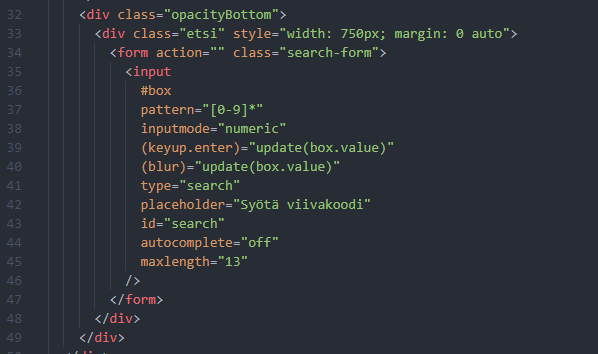 32 <div class="opacityBottom">
33 <div class="etsi" style="width: 750px; margin: 0 auto">
34 <form action="" class="search-form">
35 <input
36 #box
37 pattern="[0-9]*"
38 inputmode="numeric"
39 (keyup.enter)="update(box.value)"
40 (blur)="update(box.value)"
41 type="search"
42 placeholder="Syötä viivakoodi"
43 id="search"
44 autocomplete="off"
45 maxlength="13"
46 />
47 </form>
48 </div>
49 </div>